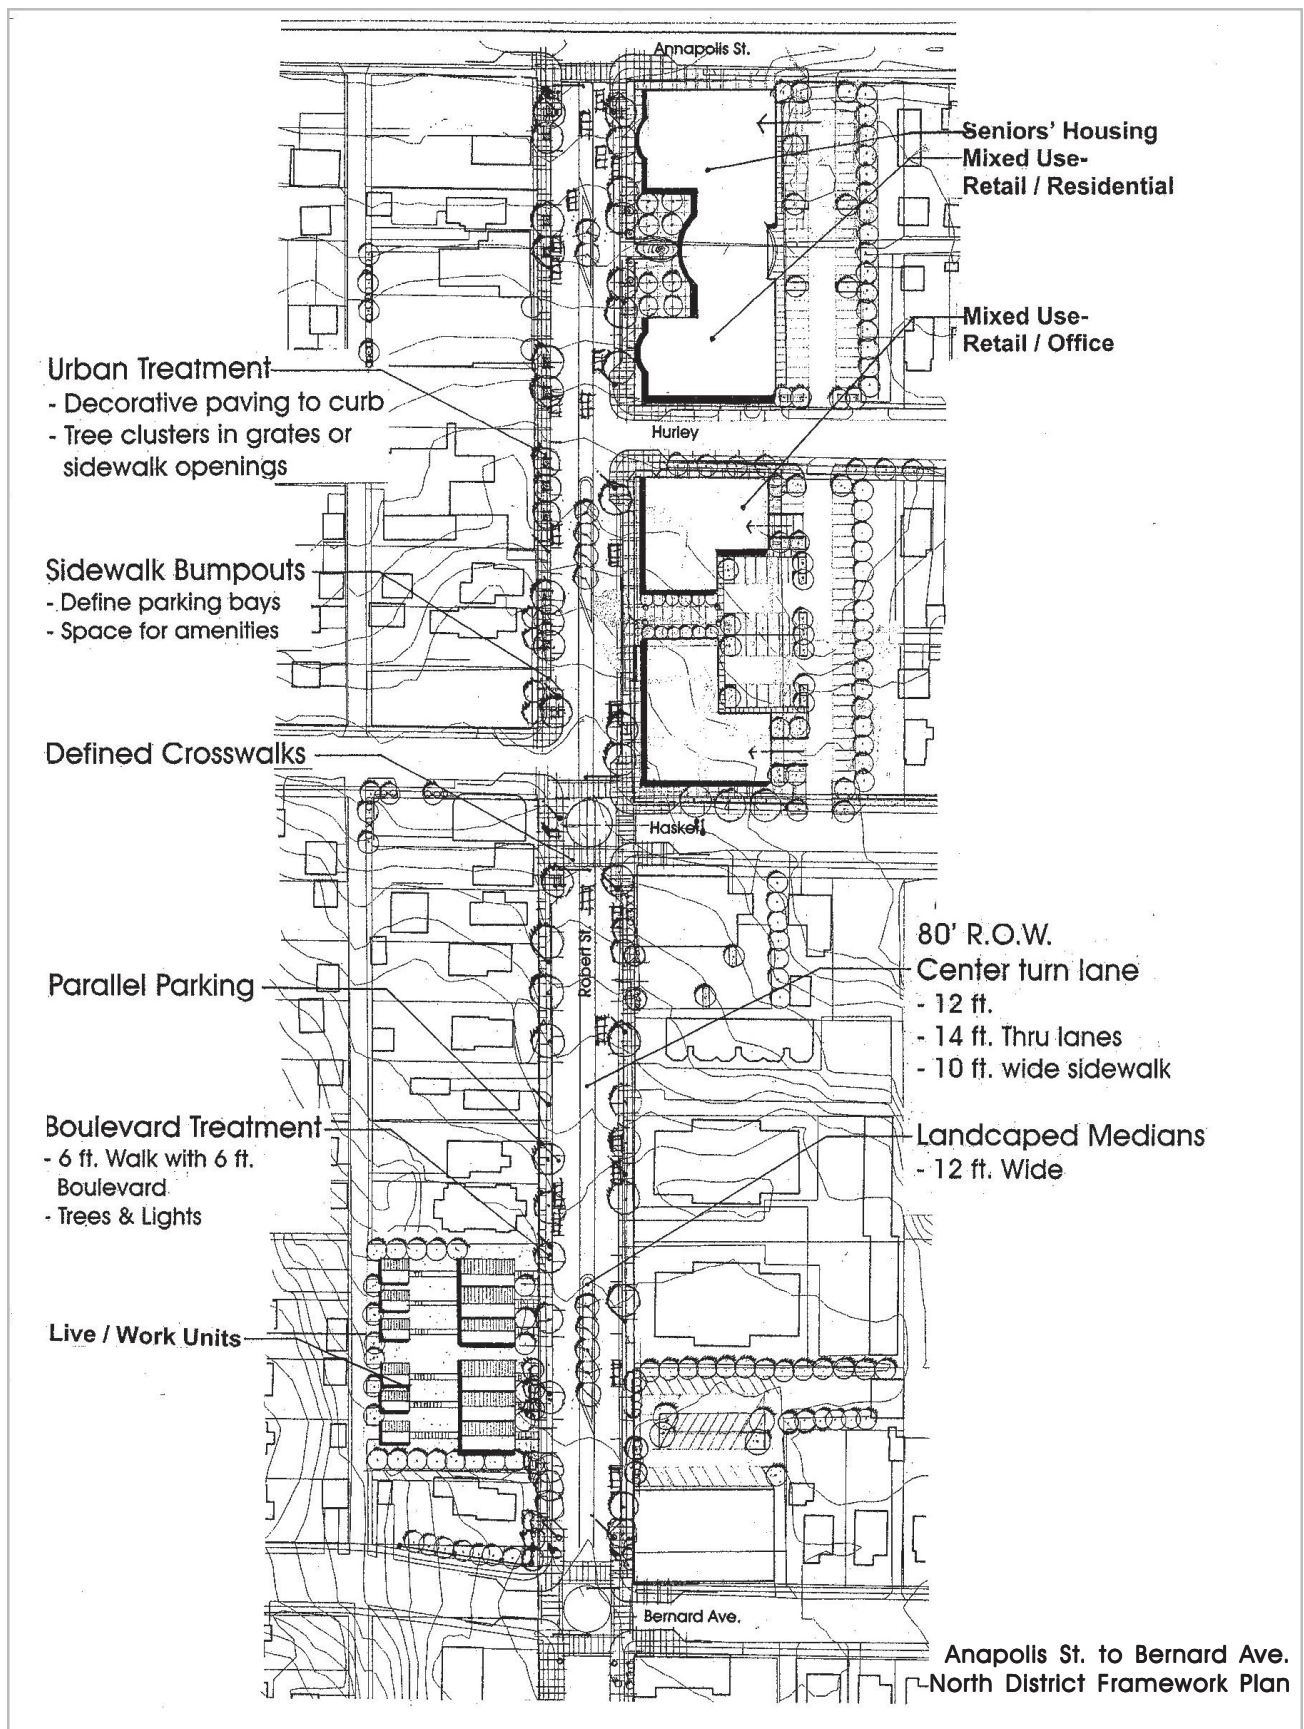 Annapolis St.
Seniors' Housing
Mixed Use-
Retail / Residential
Mixed Use-
Retail / Office
Urban Treatment
- Decorative paving to curb
- Tree clusters in grates or
sidewalk openings
Hurley
Sidewalk Bumpouts
- Define parking bays
- Space for amenities
Defined Crosswalks
Haskell
Robert St.
80' R.O.W.
Center turn lane
- 12 ft.
- 14 ft. Thru lanes
- 10 ft. wide sidewalk
Parallel Parking
Boulevard Treatment
- 6 ft. Walk with 6 ft.
Boulevard
- Trees & Lights
Landcaped Medians
- 12 ft. Wide
Live / Work Units
Bernard Ave.
Anapolis St. to Bernard Ave.
North District Framework Plan